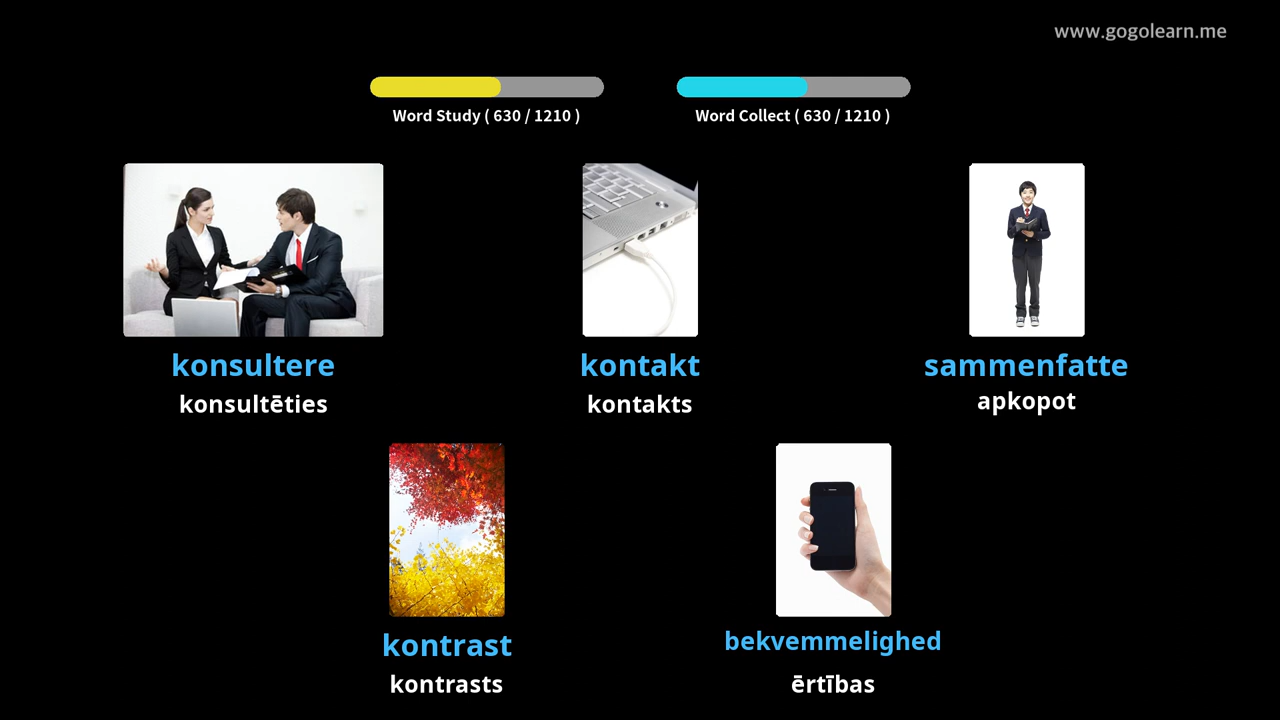 www.gogolearn.me
Word Study ( 630 / 1210 )
Word Collect ( 630 / 1210 )
konsultere
konsultēties
kontakt
kontakts
sammenfatte
apkopot
kontrast
kontrasts
bekvemmelighed
ērtības